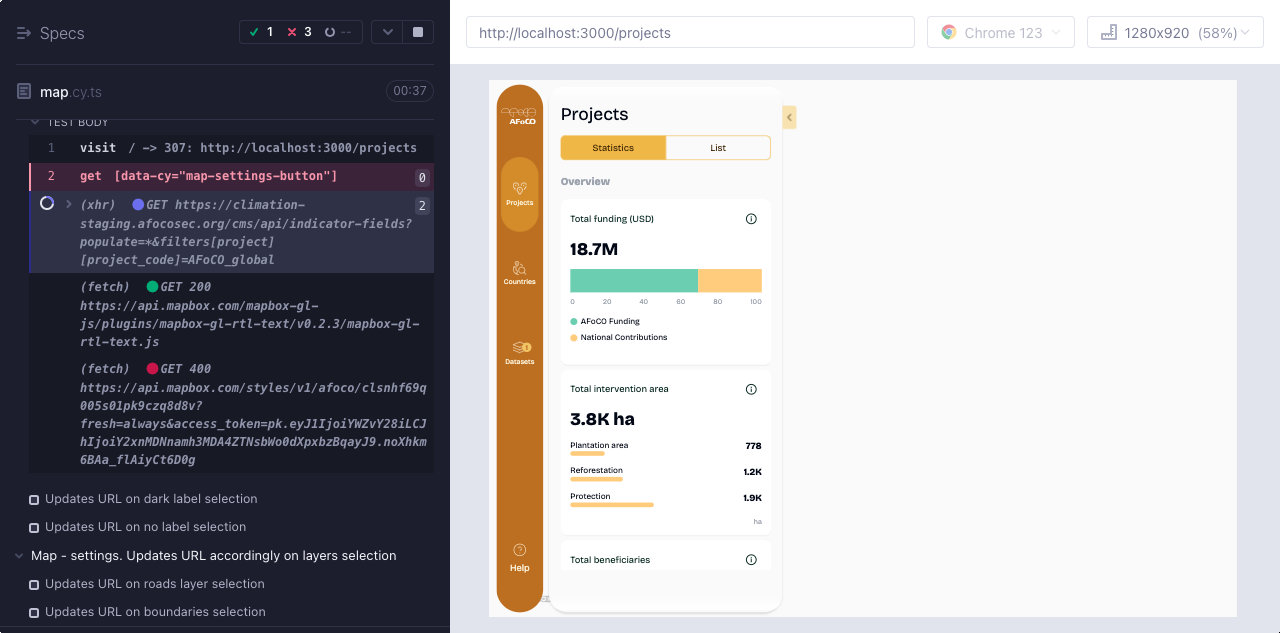 Specs
1 3 --
map.cy.ts
00:37
TEST BODY
1 visit / -> 307: http://localhost:3000/projects
2 get [data-cy="map-settings-button"] 0
(xhr) GET https://climation-
staging.afocosec.org/cms/api/indicator-fields?
populate=*&filters[project]
[project_code]=AFoCO_global
2
(fetch) GET 200
https://api.mapbox.com/mapbox-gl-
js/plugins/mapbox-gl-rtl-text/v0.2.3/mapbox-gl-
rtl-text.js
(fetch) GET 400
https://api.mapbox.com/styles/v1/afoco/clsnhf69q
005s01pk9czq8d8v?
fresh=always&access_token=pk.eyJ1IjoiYWZvY28iLCJ
hIjoiY2xnMDNnamh3MDA4ZTNsbWo0dXpxbzBqayJ9.noXhkm
6BAa_flAiyCt6D0g
Updates URL on dark label selection
Updates URL on no label selection
Map - settings. Updates URL accordingly on layers selection
Updates URL on roads layer selection
Updates URL on boundaries selection
http://localhost:3000/projects
Chrome 123
1280x920 (58%)
AFoCO
Projects
Countries
1
Datasets
Help
Projects
Statistics
List
Overview
Total funding (USD)
18.7M
0 20 40 60 80 100
AFoCO Funding
National Contributions
Total intervention area
3.8K ha
Plantation area 778
Reforestation 1.2K
Protection 1.9K
ha
Total beneficiaries